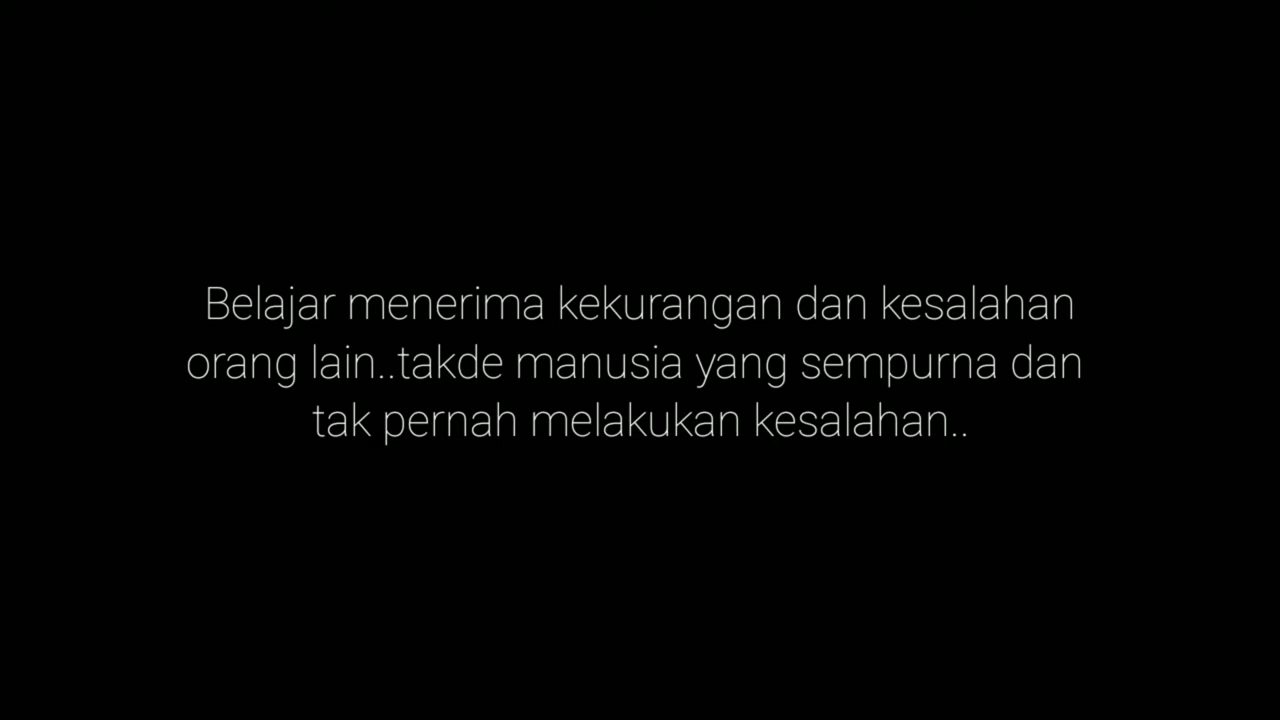 Belajar menerima kekurangan dan kesalahan
orang lain..takde manusia yang sempurna dan
tak pernah melakukan kesalahan..